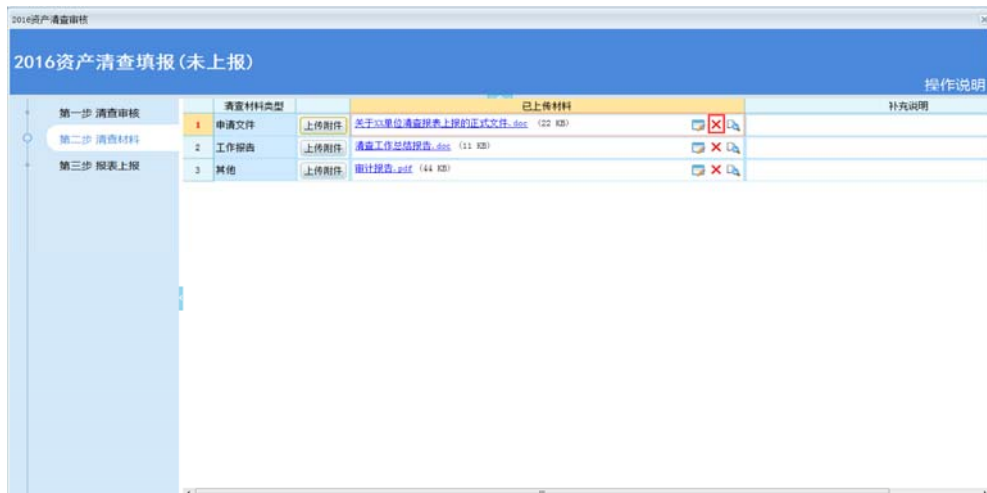 2016资产清查审核
2016资产清查填报(未上报)
操作说明
第一步 清查审核
第二步 清查材料
第三步 报表上报
清查材料类型 已上传材料 补充说明
1 申请文件 上传附件 关于XX单位清查报表上报的正式文件.doc (22 KB)
2 工作报告 上传附件 清查工作总结报告.doc (11 KB)
3 其他 上传附件 审计报告.pdf (44 KB)